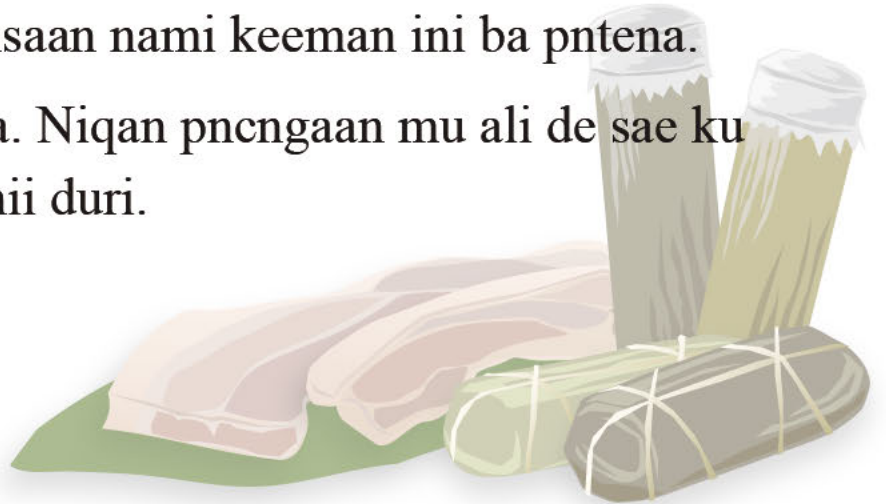 saan nami keeman ini ba pntena.
a. Niqan pncngaan mu ali de sae ku
ii duri.